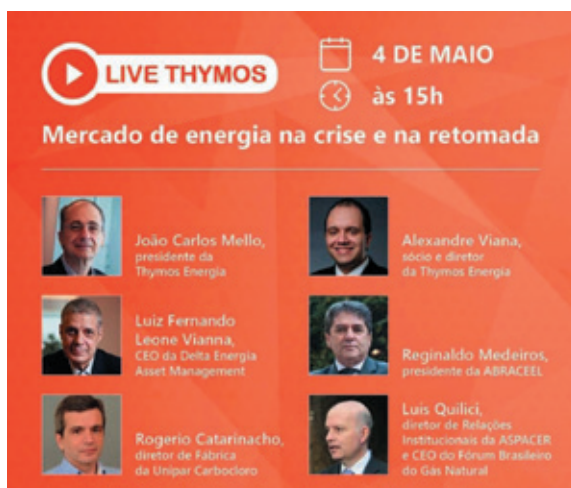 LIVE THYMOS
4 DE MAIO
às 15h
Mercado de energia na crise e na retomada
João Carlos Mello,
presidente da
Thymos Energia
Alexandre Viana,
sócio e diretor
da Thymos Energia
Luiz Fernando
Leone Vianna,
CEO da Delta Energia
Asset Management
Reginaldo Medeiros,
presidente da ABRACEEL
Rogerio Catarinacho,
diretor de Fábrica
da Unipar Carbocloro
Luis Quilici,
diretor de Relações
Institucionais da ASPACER
e CEO do Fórum Brasileiro
do Gás Natural